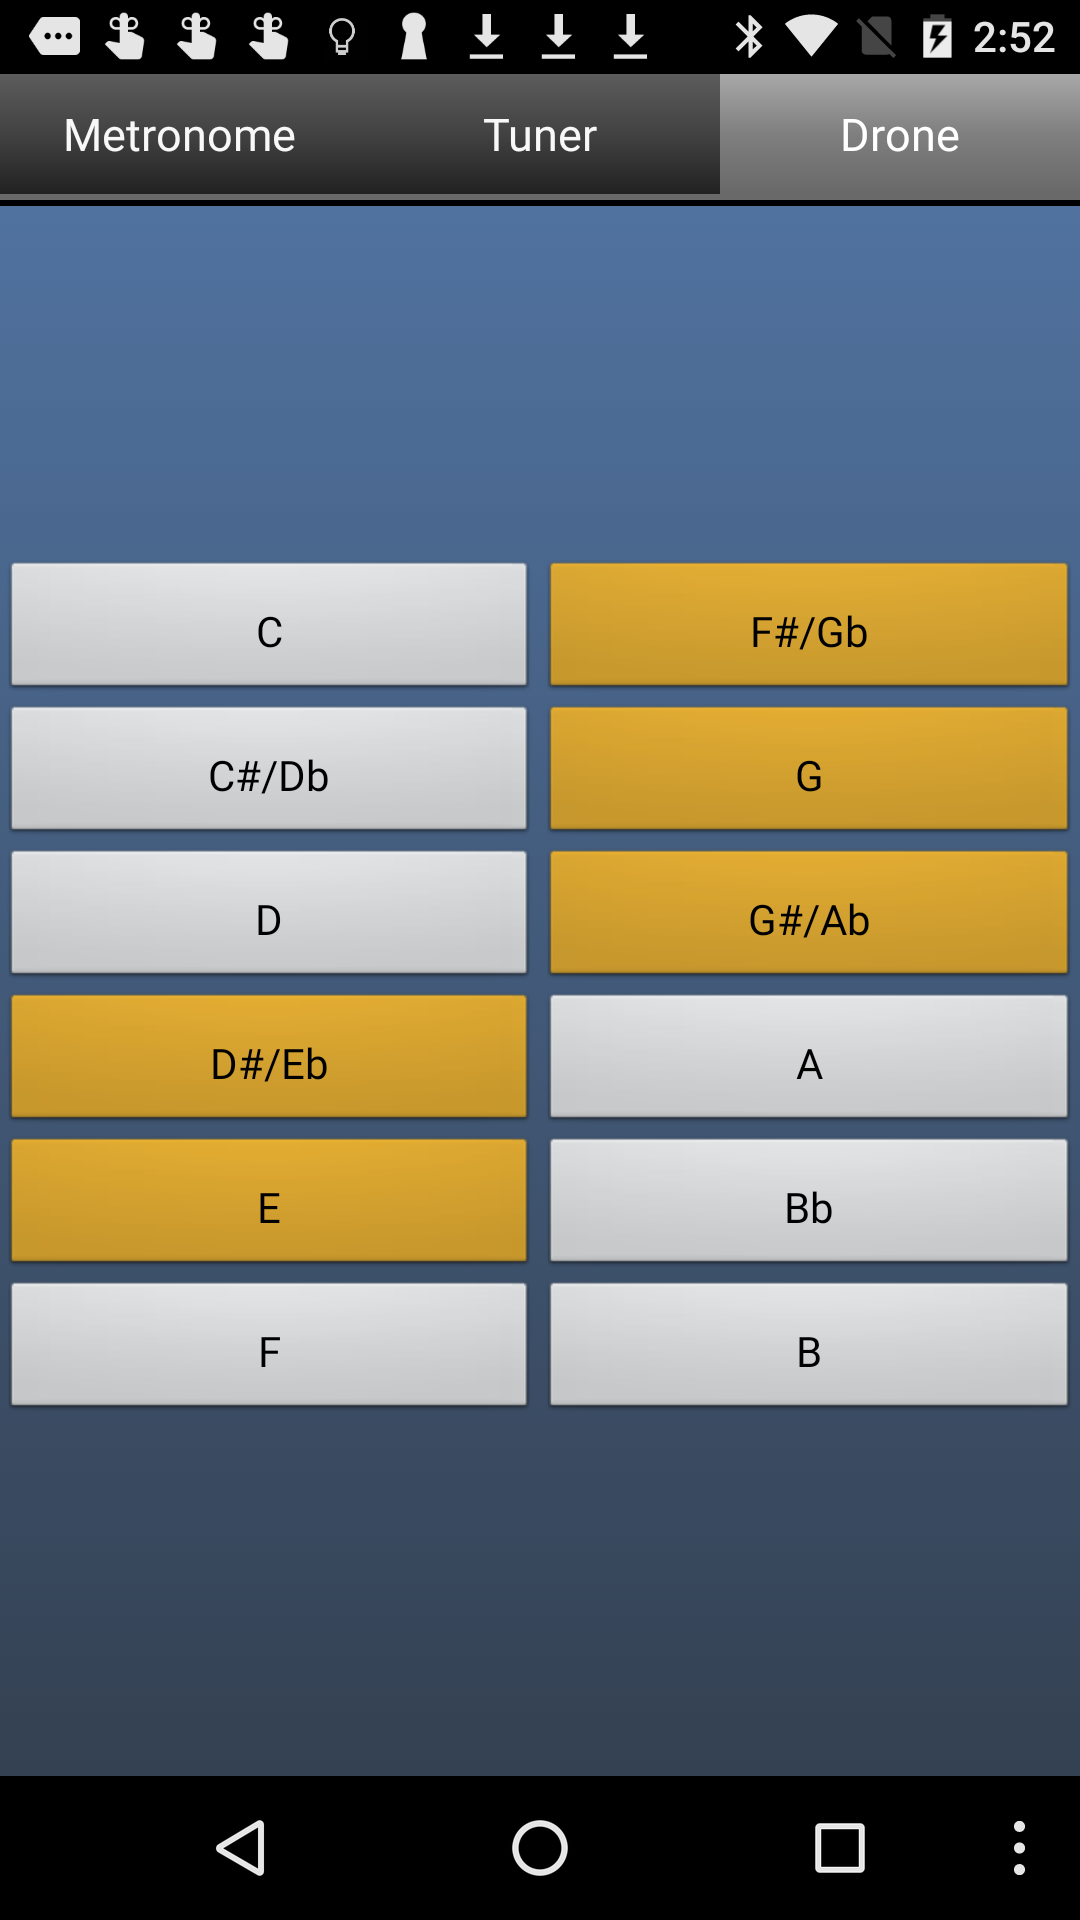 2:52
Metronome Tuner Drone
C F#/Gb
C#/Db G
D G#/Ab
D#/Eb A
E Bb
F B